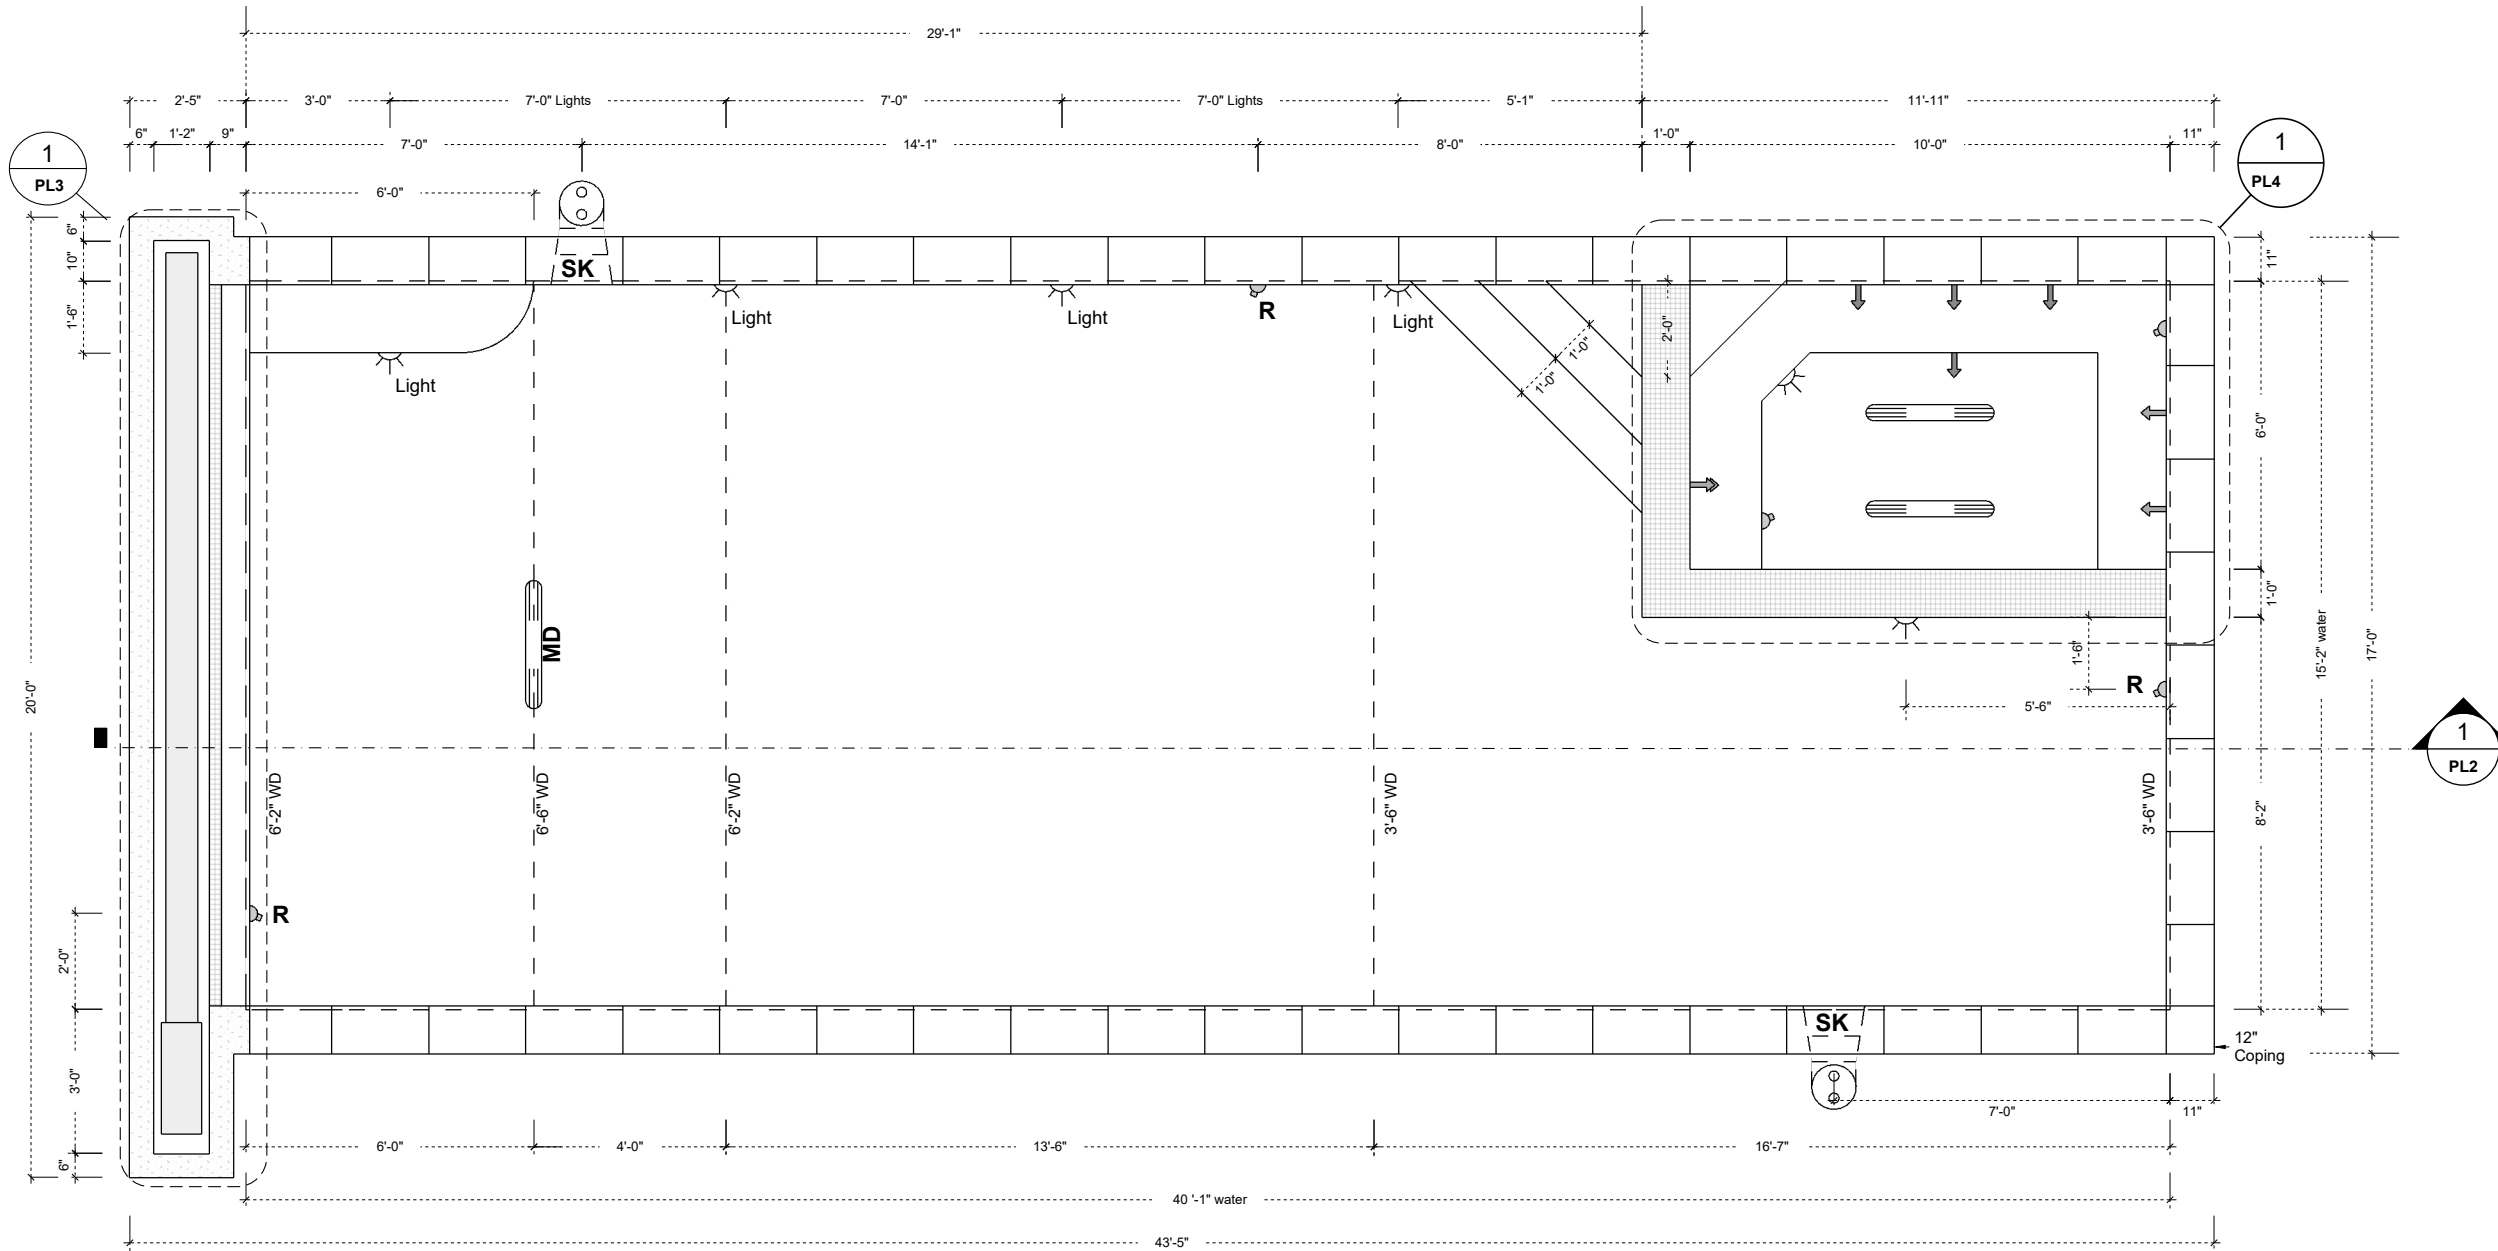 29'-1"
2'-5"
3'-0"
7'-0" Lights
7'-0"
7'-0" Lights
5'-1"
11'-11"
6"
1'-2"
9"
7'-0"
14'-1"
8'-0"
1'-0"
10'-0"
11"
1
PL3
1
PL4
6'-0"
6"
10"
1'-6"
SK
Light
Light
R
Light
Light
1'-0"
1'-0"
2'-0"
11"
6'-0"
1'-0"
MD
1'-6"
R
5'-6"
15'-2" water
17'-0"
20'-0"
1
PL2
6'-2" WD
6'-6" WD
6'-2" WD
3'-6" WD
3'-6" WD
8'-2"
R
2'-0"
3'-0"
6"
SK
12"
Coping
7'-0"
11"
6'-0"
4'-0"
13'-6"
16'-7"
40 '-1" water
43'-5"